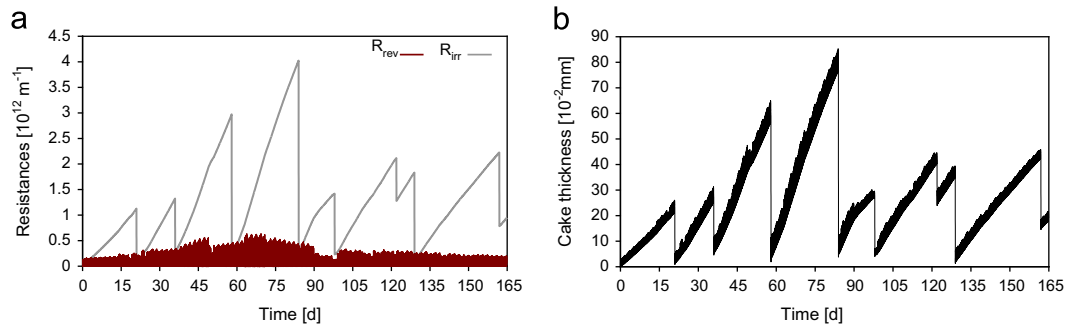 a
Resistances [10^12 m^-1]
4.5
4
3.5
3
2.5
2
1.5
1
0.5
0
R_rev
R_irr
0 15 30 45 60 75 90 105 120 135 150 165
Time [d]
b
Cake thickness [10^-2mm]
90
80
70
60
50
40
30
20
10
0
0 15 30 45 60 75 90 105 120 135 150 165
Time [d]